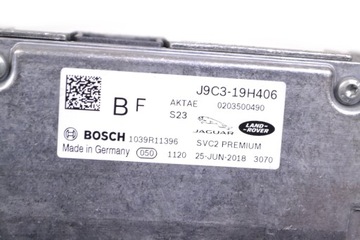 J9C3-19H406
BF AKTAE 0203500490
S23
JAGUAR LAND-ROVER
BOSCH 1039R11396 SVC2 PREMIUM
Made in Germany 050 1120 25-JUN-2018 3070